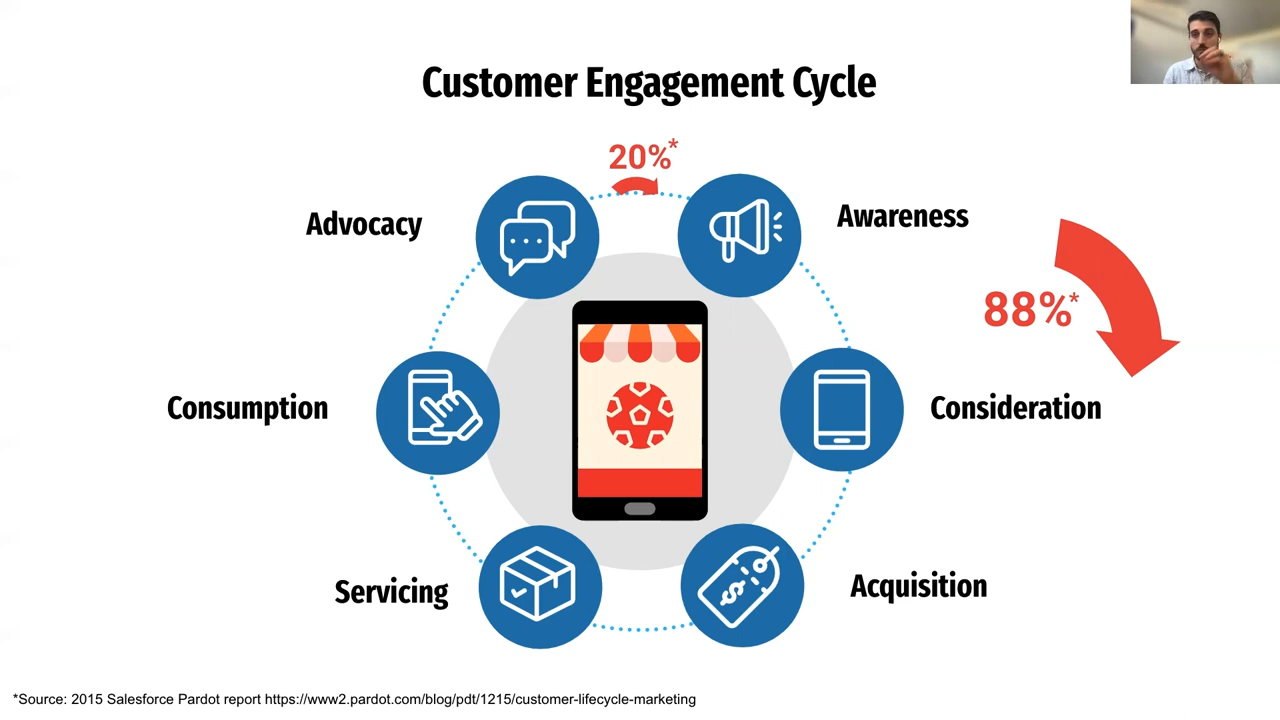 Customer Engagement Cycle
20%*
Advocacy
Awareness
88%*
Consumption
Consideration
Servicing
Acquisition
*Source: 2015 Salesforce Pardot report https://www2.pardot.com/blog/pdt/1215/customer-lifecycle-marketing